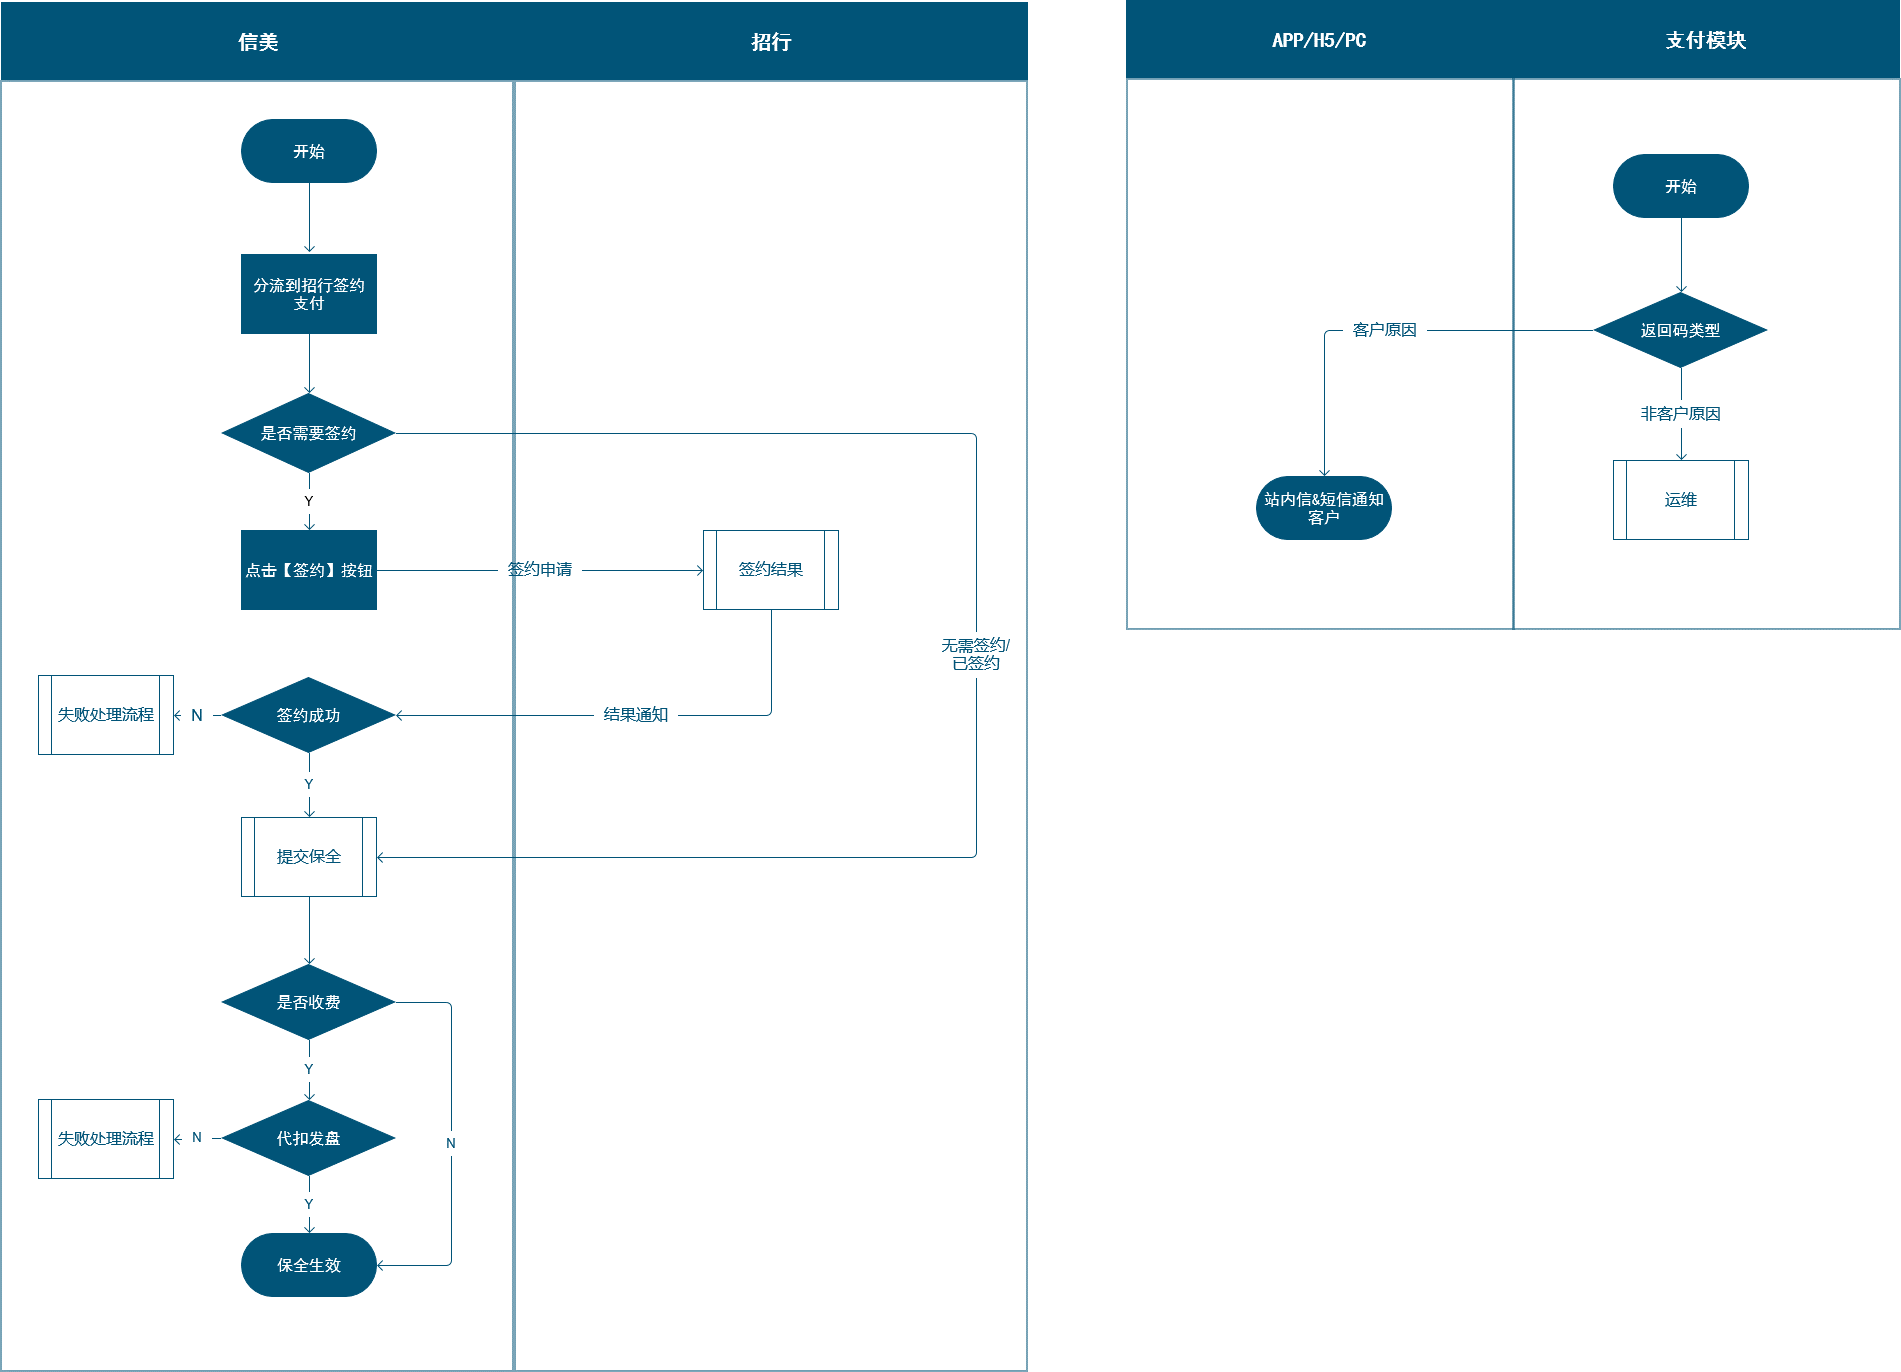 信美
招行
开始
分流到招行签约
支付
是否需要签约
Y
点击【签约】按钮
签约申请
签约结果
无需签约/
已签约
失败处理流程
N
签约成功
结果通知
Y
提交保全
是否收费
Y
失败处理流程
N
代扣发盘
N
Y
保全生效
APP/H5/PC
支付模块
开始
客户原因
返回码类型
非客户原因
站内信&短信通知
客户
运维